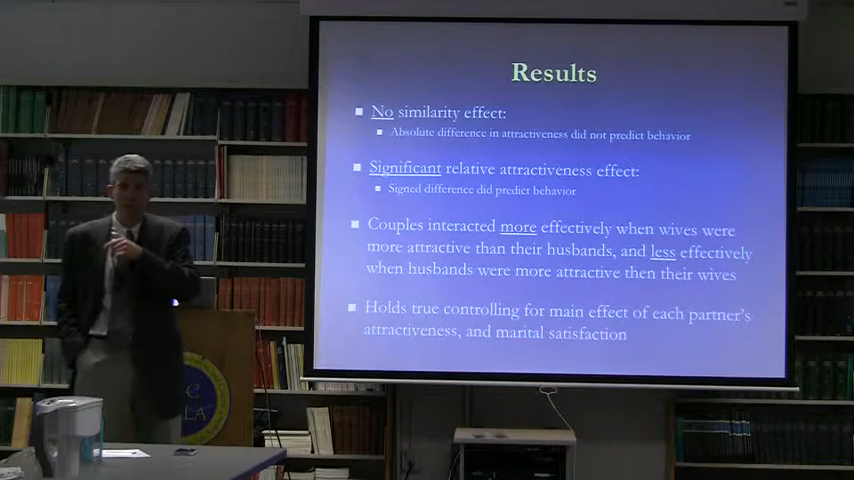 Results
No similarity effect:
Absolute difference in attractiveness did not predict behavior
Significant relative attractiveness effect:
Signed difference did predict behavior
Couples interacted more effectively when wives were
more attractive than their husbands, and less effectively
when husbands were more attractive then their wives
Holds true controlling for main effect of each partner's
attractiveness, and marital satisfaction
LA